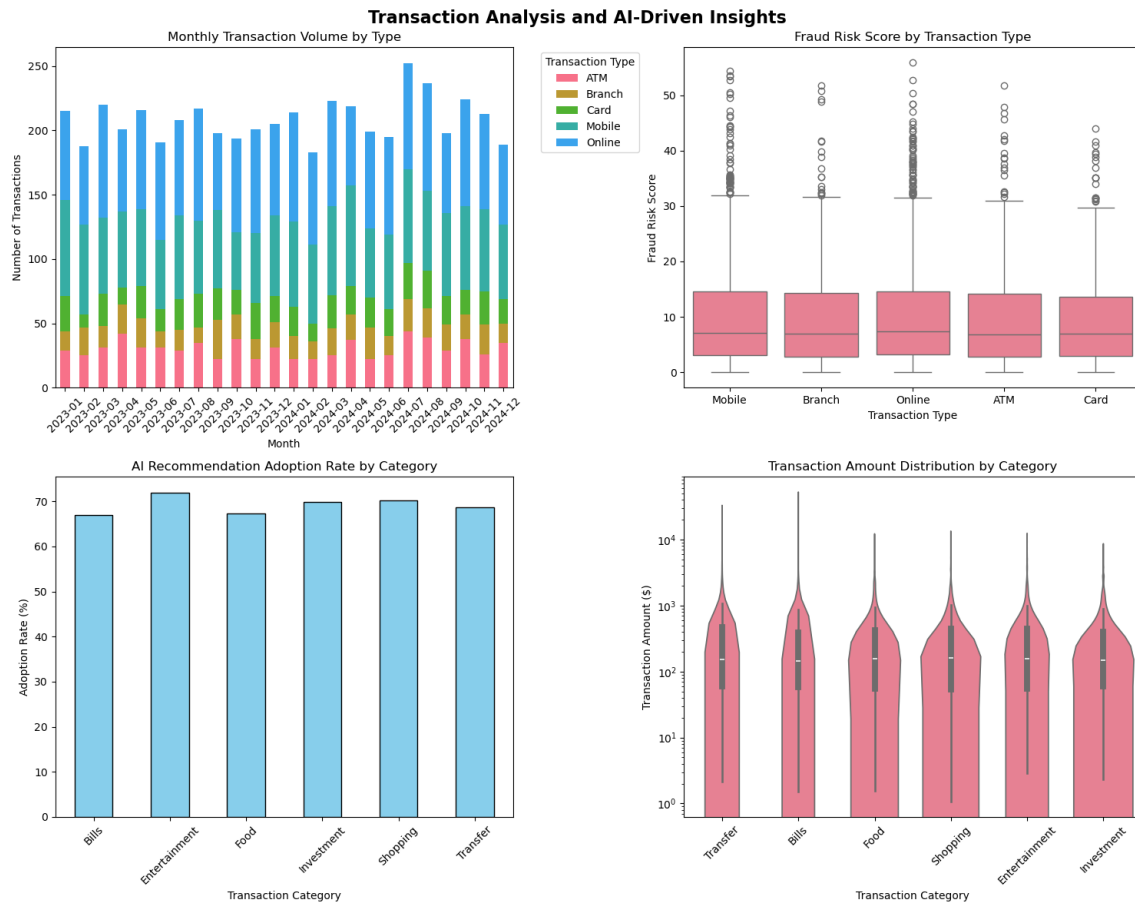 Transaction Analysis and AI-Driven Insights
Monthly Transaction Volume by Type
Number of Transactions
250
200
150
100
50
0
2023-01
2023-02
2023-03
2023-04
2023-05
2023-06
2023-07
2023-08
2023-09
2023-10
2023-11
2023-12
2024-01
2024-02
2024-03
2024-04
2024-05
2024-06
2024-07
2024-08
2024-09
2024-10
2024-11
2024-12
Month
Transaction Type
ATM
Branch
Card
Mobile
Online
Fraud Risk Score by Transaction Type
Fraud Risk Score
50
40
30
20
10
0
Mobile
Branch
Online
ATM
Card
Transaction Type
AI Recommendation Adoption Rate by Category
Adoption Rate (%)
70
60
50
40
30
20
10
0
Bills
Entertainment
Food
Investment
Shopping
Transfer
Transaction Category
Transaction Amount Distribution by Category
Transaction Amount ($)
10⁴
10³
10²
10¹
10⁰
Transfer
Bills
Food
Shopping
Entertainment
Investment
Transaction Category